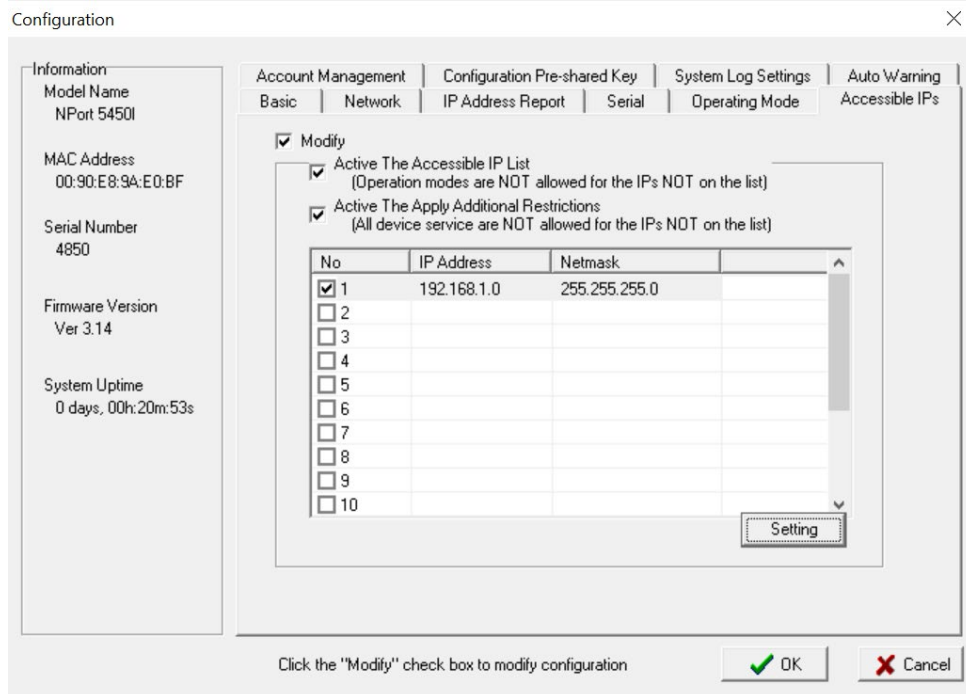 Configuration
Information
Model Name
NPort 5450I
MAC Address
00:90:E8:9A:E0:BF
Serial Number
4850
Firmware Version
Ver 3.14
System Uptime
0 days, 00h:20m:53s
Account Management Configuration Pre-shared Key System Log Settings Auto Warning
Basic Network IP Address Report Serial Operating Mode Accessible IPs
Modify
Active The Accessible IP List
(Operation modes are NOT allowed for the IPs NOT on the list)
Active The Apply Additional Restrictions
(All device service are NOT allowed for the IPs NOT on the list)
No IP Address Netmask
1 192.168.1.0 255.255.255.0
2
3
4
5
6
7
8
9
10
Setting
Click the "Modify" check box to modify configuration
OK Cancel